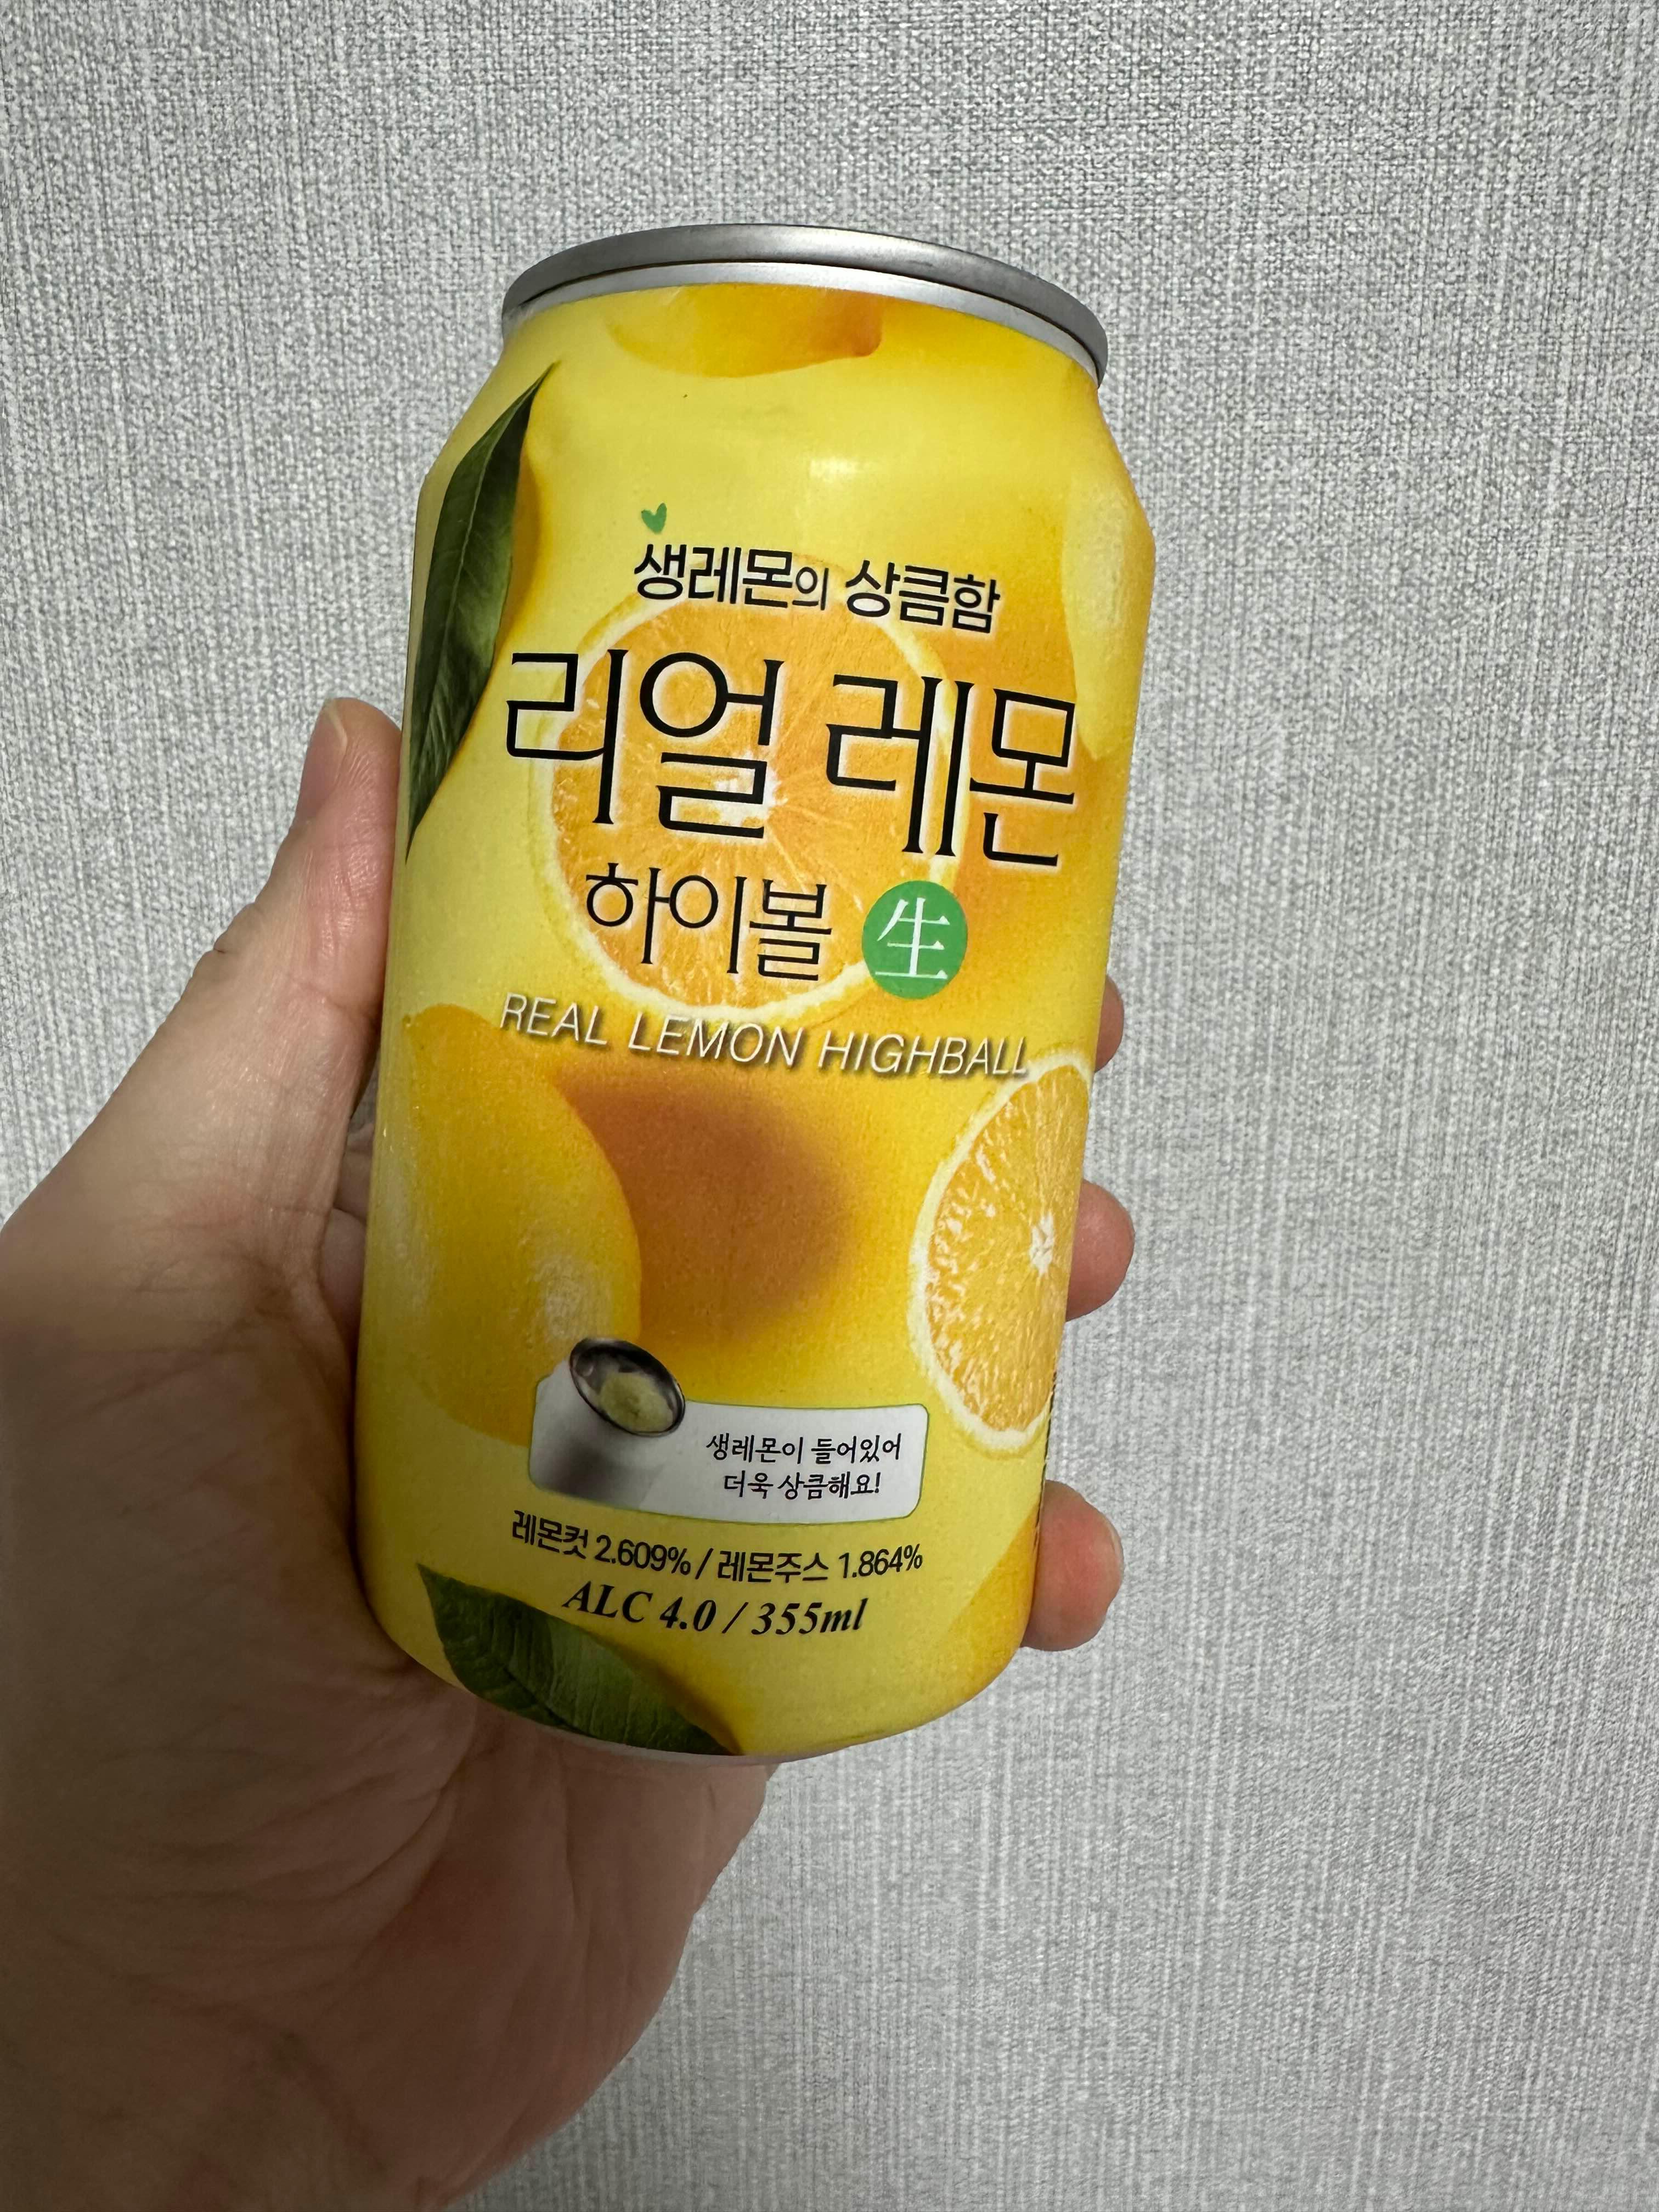 생레몬의 상큼함
리얼 레몬
하이볼 生
REAL LEMON HIGHBALL
생레몬이 들어있어
더욱 상큼해요!
레몬컷 2.609% / 레몬주스 1.864%
ALC 4.0 / 355ml